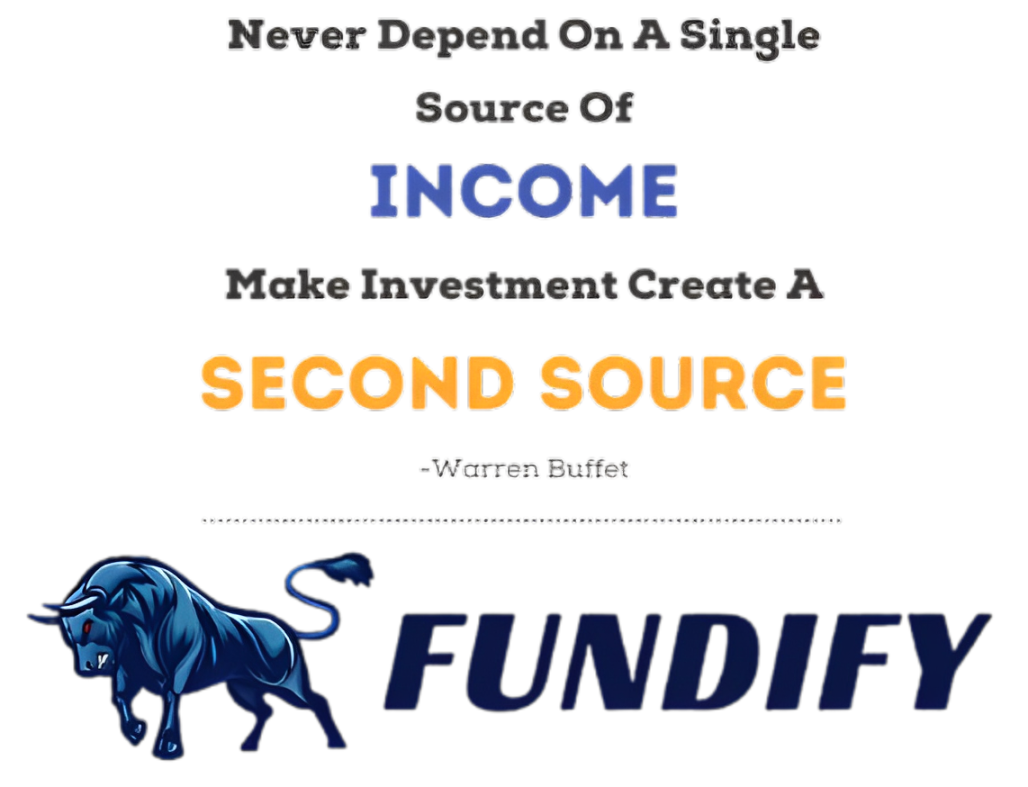 Never Depend On A Single
Source Of
INCOME
Make Investment Create A
SECOND SOURCE
-Warren Buffet
FUNDIFY